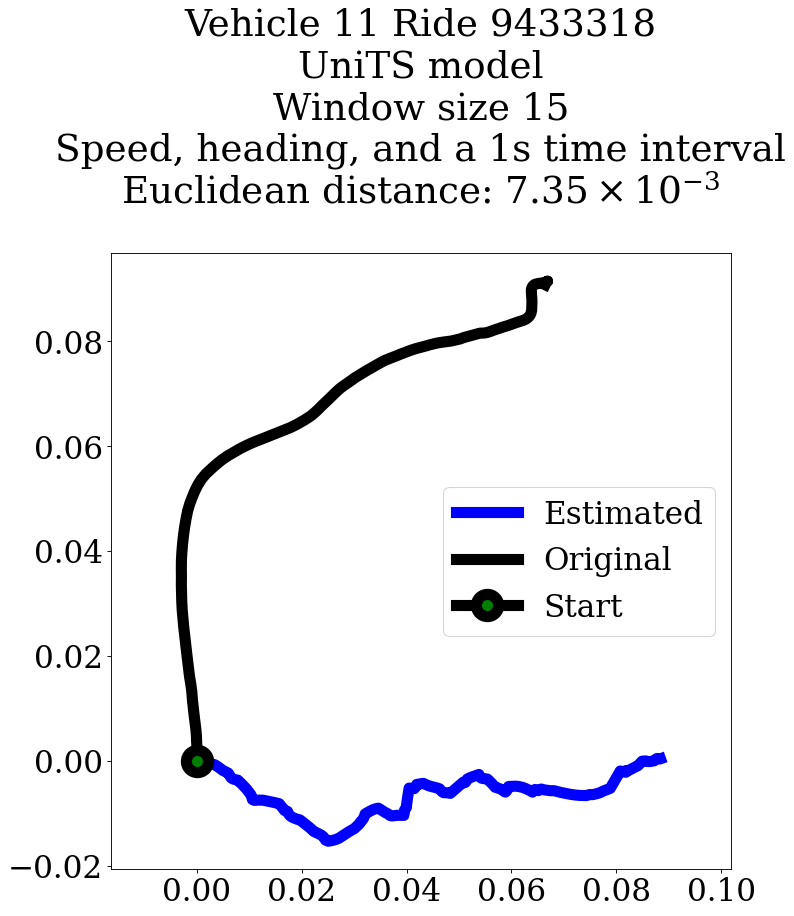 Vehicle 11 Ride 9433318
UniTS model
Window size 15
Speed, heading, and a 1s time interval
Euclidean distance: 7.35 × 10⁻³
0.08
0.06
0.04
0.02
0.00
−0.02
Estimated
Original
Start
0.00 0.02 0.04 0.06 0.08 0.10